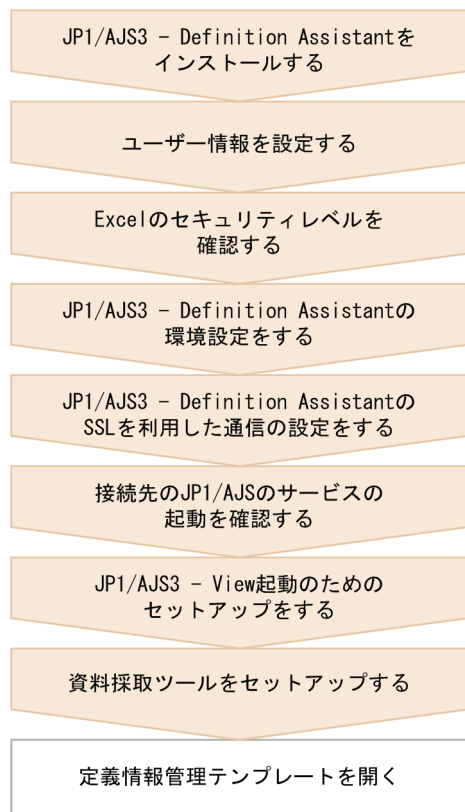 JP1/AJS3 − Definition Assistantを
インストールする
ユーザー情報を設定する
Excelのセキュリティレベルを
確認する
JP1/AJS3 − Definition Assistantの
環境設定をする
JP1/AJS3 − Definition Assistantの
SSLを利用した通信の設定をする
接続先のJP1/AJSのサービスの
起動を確認する
JP1/AJS3 − View起動のための
セットアップをする
資料採取ツールをセットアップする
定義情報管理テンプレートを開く